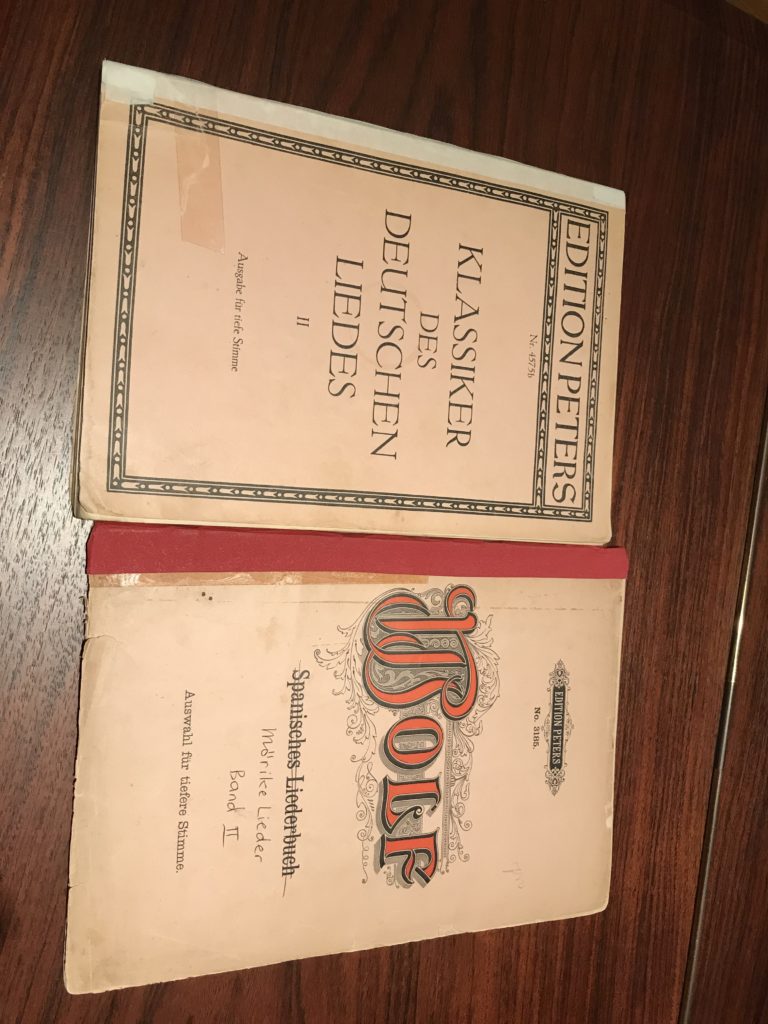 EDITION PETERS
Nr. 4575b
KLASSIKER
DES
DEUTSCHEN
LIEDES
II
Ausgabe für tiefe Stimme
EDITION PETERS
No. 3185.
WOLF
Spanisches Liederbuch
Mörike Lieder
Band II
Auswahl für tiefere Stimme.